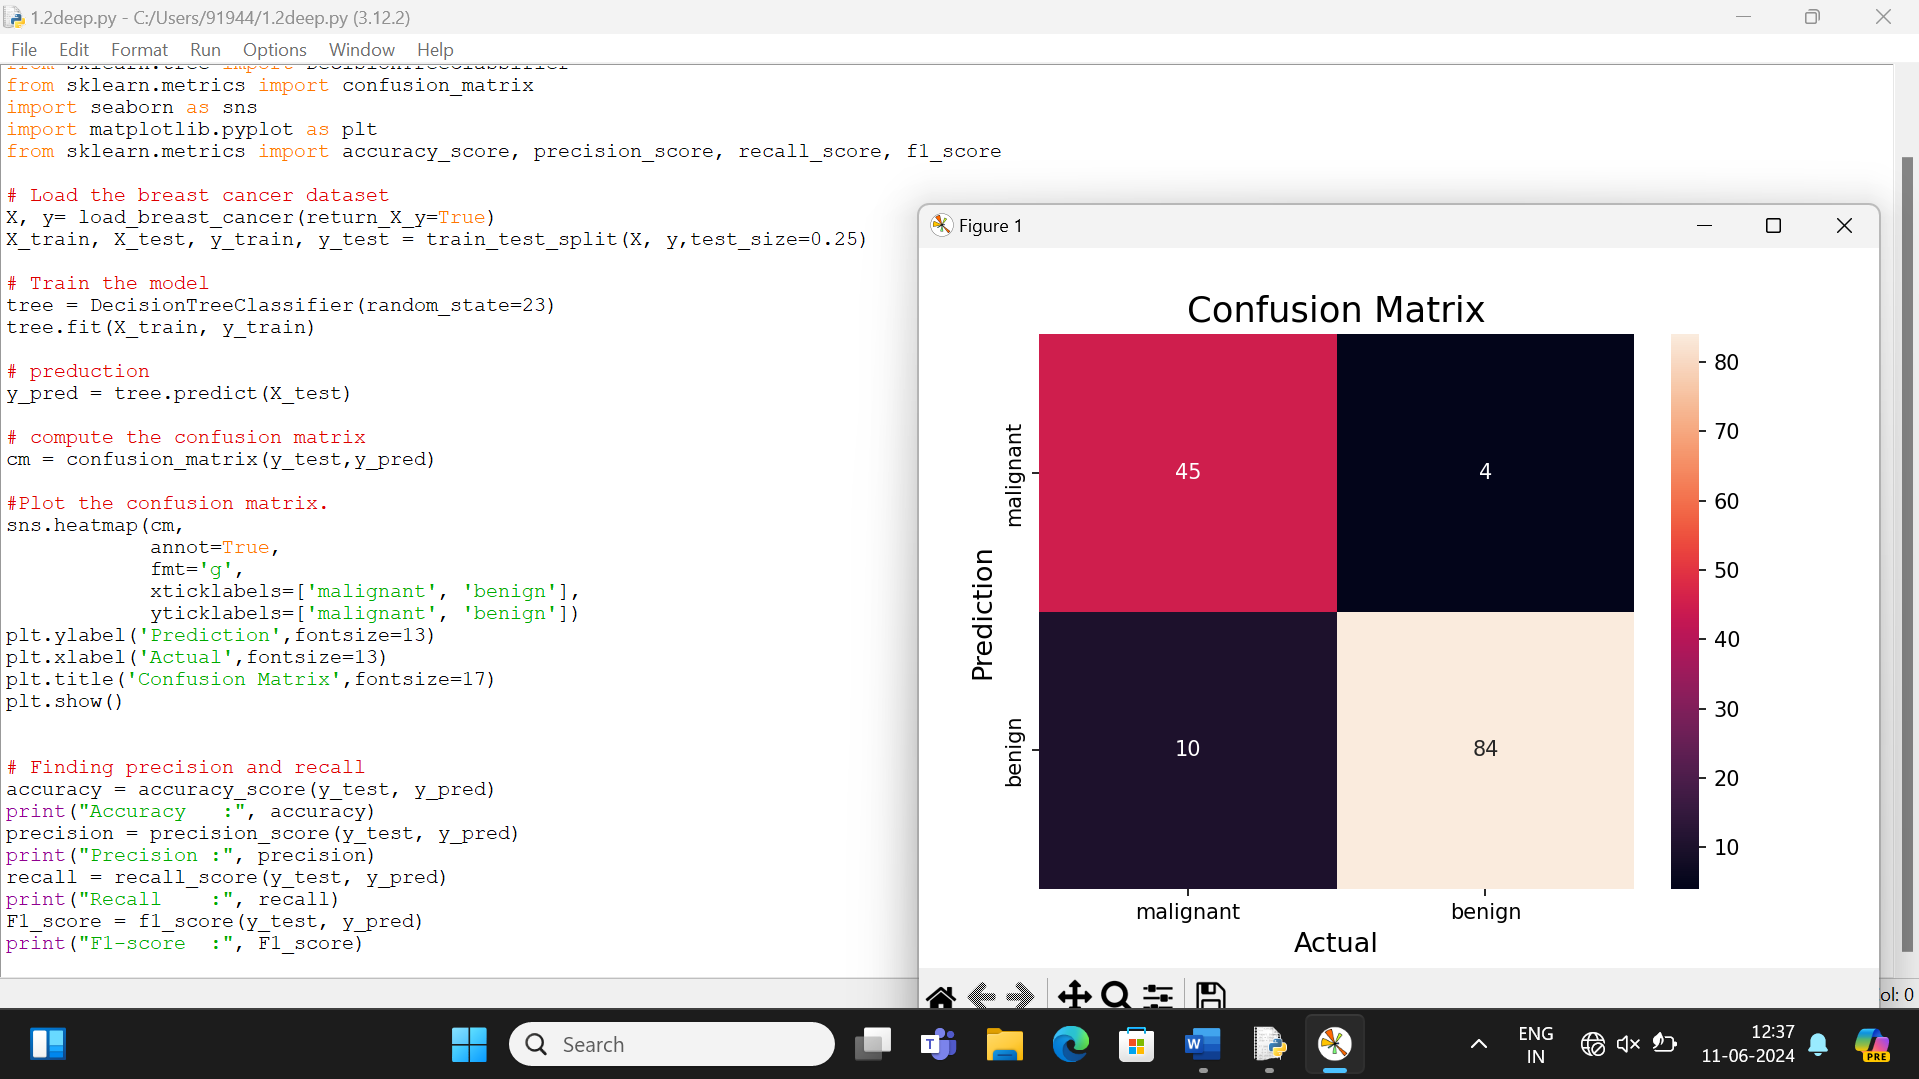 1.2deep.py - C:/Users/91944/1.2deep.py (3.12.2)
File Edit Format Run Options Window Help
from sklearn.tree import DecisionTreeClassifier
from sklearn.metrics import confusion_matrix
import seaborn as sns
import matplotlib.pyplot as plt
from sklearn.metrics import accuracy_score, precision_score, recall_score, f1_score
# Load the breast cancer dataset
X, y= load_breast_cancer(return_X_y=True)
X_train, X_test, y_train, y_test = train_test_split(X, y,test_size=0.25)
# Train the model
tree = DecisionTreeClassifier(random_state=23)
tree.fit(X_train, y_train)
# preduction
y_pred = tree.predict(X_test)
# compute the confusion matrix
cm = confusion_matrix(y_test,y_pred)
#Plot the confusion matrix.
sns.heatmap(cm,
            annot=True,
            fmt='g',
            xticklabels=['malignant', 'benign'],
            yticklabels=['malignant', 'benign'])
plt.ylabel('Prediction',fontsize=13)
plt.xlabel('Actual',fontsize=13)
plt.title('Confusion Matrix',fontsize=17)
plt.show()
# Finding precision and recall
accuracy = accuracy_score(y_test, y_pred)
print("Accuracy   :", accuracy)
precision = precision_score(y_test, y_pred)
print("Precision :", precision)
recall = recall_score(y_test, y_pred)
print("Recall    :", recall)
F1_score = f1_score(y_test, y_pred)
print("F1-score  :", F1_score)
Figure 1
Confusion Matrix
Prediction
malignant
45 4
benign
10 84
malignant benign
Actual
80
70
60
50
40
30
20
10
ol: 0
Search
ENG
IN
12:37
11-06-2024
PRE